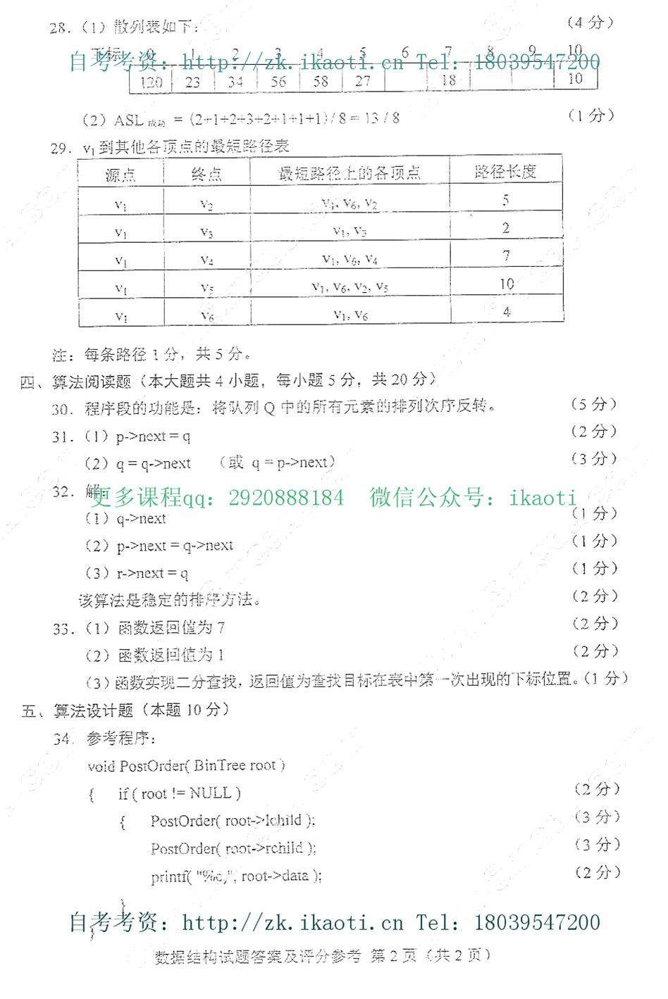 28．（1）散列表如下： （4 分）
下标 0 1 2 3 4 5 6 7 8 9 10
自考考资：http://zk.ikaoti.cn Tel：18039547200
120 23 34 56 58 27 18 10
（2）ASL成功 = (2+1+2+3+2+1+1+1) / 8 = 13 / 8 （1 分）
29．v1到其他各顶点的最短路径表
源点 终点 最短路径上的各顶点 路径长度
v1 v2 v1, v6, v2 5
v1 v3 v1, v3 2
v1 v4 v1, v6, v4 7
v1 v5 v1, v6, v2, v5 10
v1 v6 v1, v6 4
注：每条路径 1 分，共 5 分。
四、算法阅读题（本大题共 4 小题，每小题 5 分，共 20 分）
30．程序段的功能是：将队列 Q 中的所有元素的排列次序反转。 （5 分）
31．（1）p->next = q （2 分）
（2）q = q->next （或 q = p->next） （3 分）
32．解：
更多课程qq：2920888184 微信公众号：ikaoti
（1）q->next （1 分）
（2）p->next = q->next （1 分）
（3）r->next = q （1 分）
该算法是稳定的排序方法。 （2 分）
33．（1）函数返回值为 7 （2 分）
（2）函数返回值为 1 （2 分）
（3）函数实现二分查找，返回值为查找目标在表中第一次出现的下标位置。（1 分）
五、算法设计题（本题 10 分）
34．参考程序：
void PostOrder( BinTree root )
{ if ( root != NULL ) （2 分）
{ PostOrder( root->lchild ); （3 分）
PostOrder( root->rchild ); （3 分）
printf( "%c,", root->data ); （2 分）
}
自考考资：http://zk.ikaoti.cn Tel：18039547200
}
数据结构试题答案及评分参考 第 2 页（共 2 页）